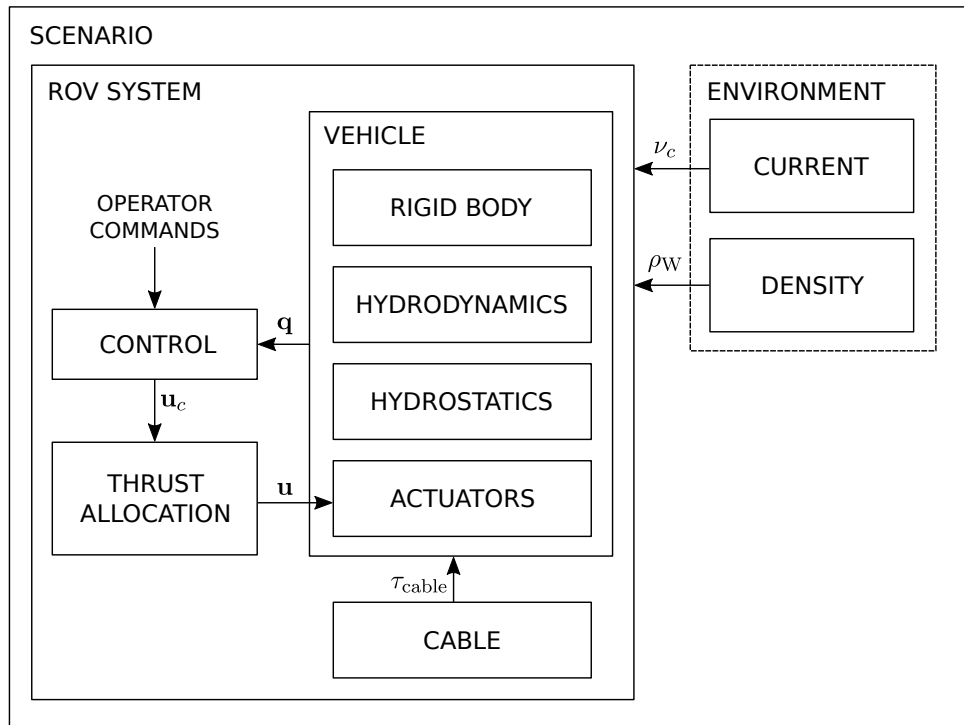 SCENARIO
ROV SYSTEM
ENVIRONMENT
VEHICLE
ν_c
CURRENT
RIGID BODY
OPERATOR
COMMANDS
ρ_W
DENSITY
HYDRODYNAMICS
q
CONTROL
u_c
HYDROSTATICS
THRUST
ALLOCATION
u
ACTUATORS
τ_cable
CABLE